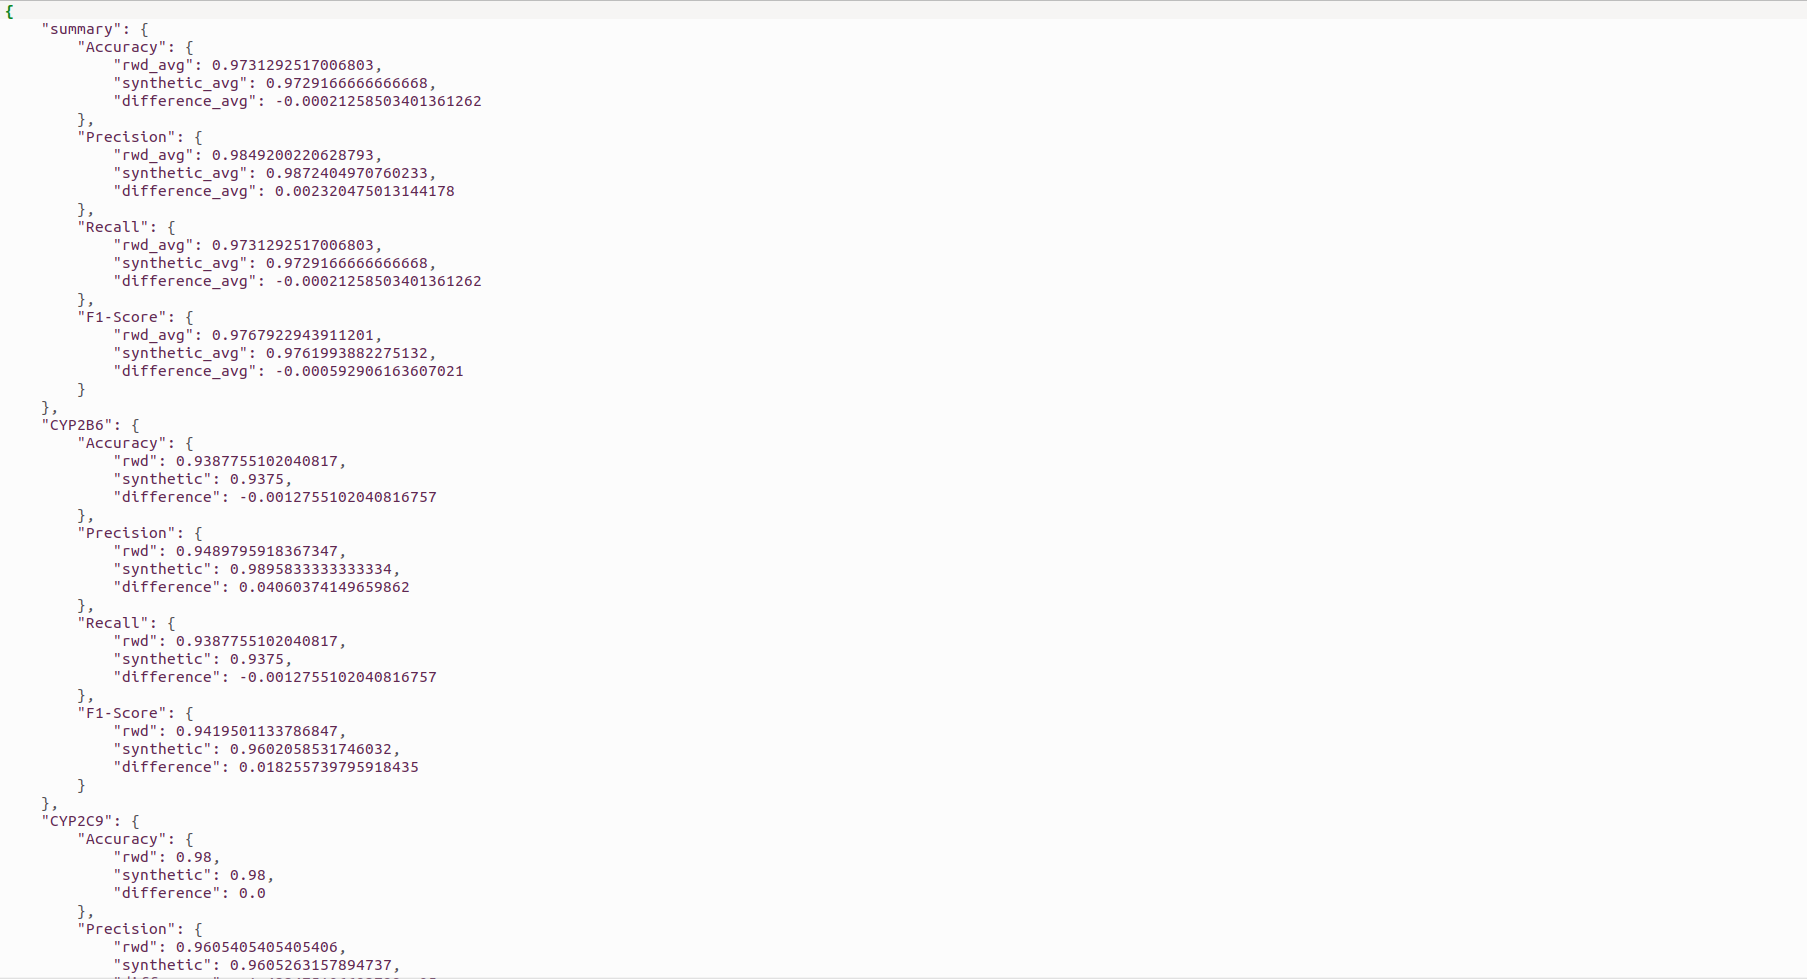 {
"summary": {
"Accuracy": {
"rwd_avg": 0.9731292517006803,
"synthetic_avg": 0.9729166666666668,
"difference_avg": -0.00021258503401361262
},
"Precision": {
"rwd_avg": 0.9849200220628793,
"synthetic_avg": 0.9872404970760233,
"difference_avg": 0.002320475013144178
},
"Recall": {
"rwd_avg": 0.9731292517006803,
"synthetic_avg": 0.9729166666666668,
"difference_avg": -0.00021258503401361262
},
"F1-Score": {
"rwd_avg": 0.9767922943911201,
"synthetic_avg": 0.9761993882275132,
"difference_avg": -0.000592906163607021
}
},
"CYP2B6": {
"Accuracy": {
"rwd": 0.9387755102040817,
"synthetic": 0.9375,
"difference": -0.0012755102040816757
},
"Precision": {
"rwd": 0.9489795918367347,
"synthetic": 0.9895833333333334,
"difference": 0.04060374149659862
},
"Recall": {
"rwd": 0.9387755102040817,
"synthetic": 0.9375,
"difference": -0.0012755102040816757
},
"F1-Score": {
"rwd": 0.9419501133786847,
"synthetic": 0.9602058531746032,
"difference": 0.018255739795918435
}
},
"CYP2C9": {
"Accuracy": {
"rwd": 0.98,
"synthetic": 0.98,
"difference": 0.0
},
"Precision": {
"rwd": 0.9605405405405406,
"synthetic": 0.9605263157894737,